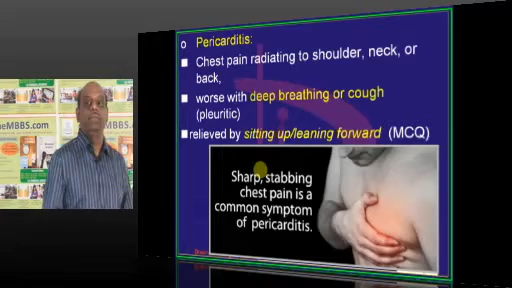 Pericarditis:
Chest pain radiating to shoulder, neck, or
back,
worse with deep breathing or cough
(pleuritic)
relieved by sitting up/leaning forward (MCQ)
Sharp, stabbing
chest pain is a
common symptom
of pericarditis.
eMBBS.com